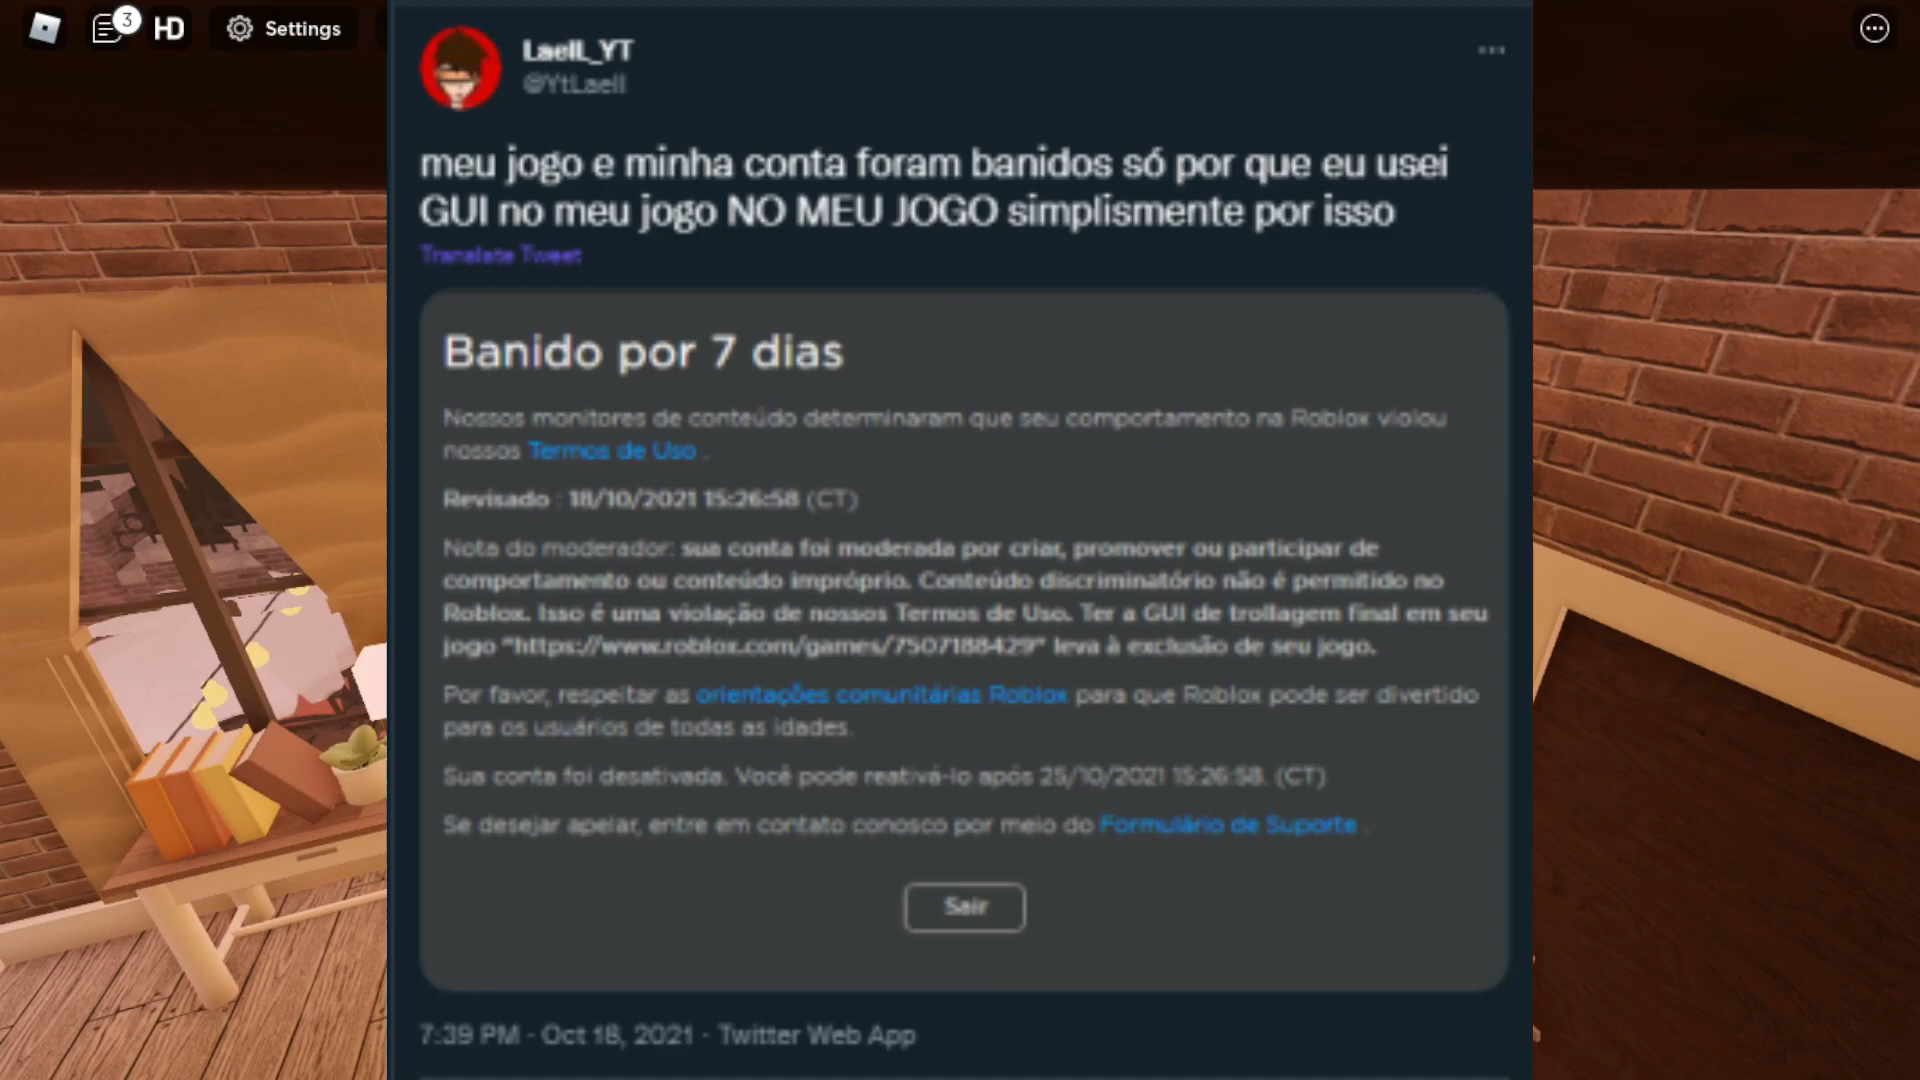 3
HD
Settings
LaelL_YT
@YtLaell
meu jogo e minha conta foram banidos só por que eu usei
GUI no meu jogo NO MEU JOGO simplismente por isso
Translate Tweet
Banido por 7 dias
Nossos monitores de conteúdo determinaram que seu comportamento na Roblox violou
nossos Termos de Uso .
Revisado : 18/10/2021 15:26:58 (CT)
Nota do moderador: sua conta foi moderada por criar, promover ou participar de
comportamento ou conteúdo impróprio. Conteúdo discriminatório não é permitido no
Roblox. Isso é uma violação de nossos Termos de Uso. Ter a GUI de trollagem final em seu
jogo "https://www.roblox.com/games/7507188429" leva à exclusão de seu jogo.
Por favor, respeitar as orientações comunitárias Roblox para que Roblox pode ser divertido
para os usuários de todas as idades.
Sua conta foi desativada. Você pode reativá-lo após 25/10/2021 15:26:58. (CT)
Se desejar apelar, entre em contato conosco por meio do Formulário de Suporte .
Sair
7:39 PM - Oct 18, 2021 - Twitter Web App